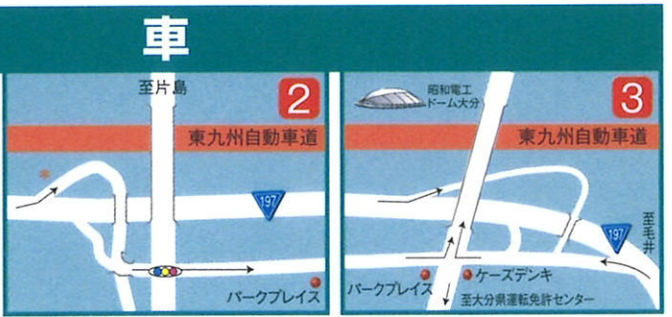 車
至片島
2
東九州自動車道
197
パークプレイス
昭和電工
ドーム大分
3
東九州自動車道
197
至毛井
ケーズデンキ
パークプレイス
至大分県運転免許センター